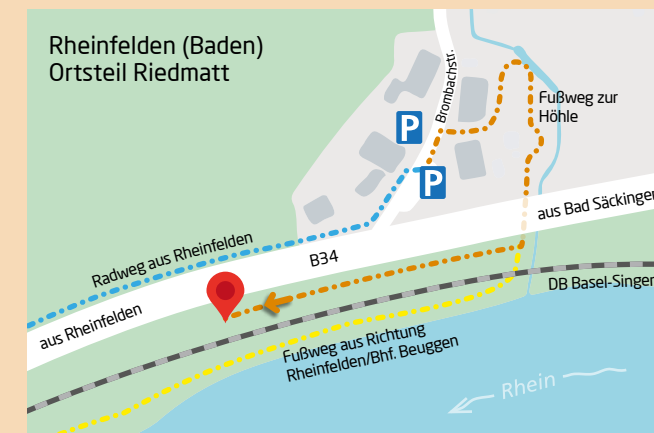 Rheinfelden (Baden)
Ortsteil Riedmatt
Brombachstr.
Fußweg zur
Höhle
P
P
aus Bad Säckingen
Radweg aus Rheinfelden
B34
DB Basel-Singen
aus Rheinfelden
Fußweg aus Richtung
Rheinfelden/Bhf. Beuggen
Rhein